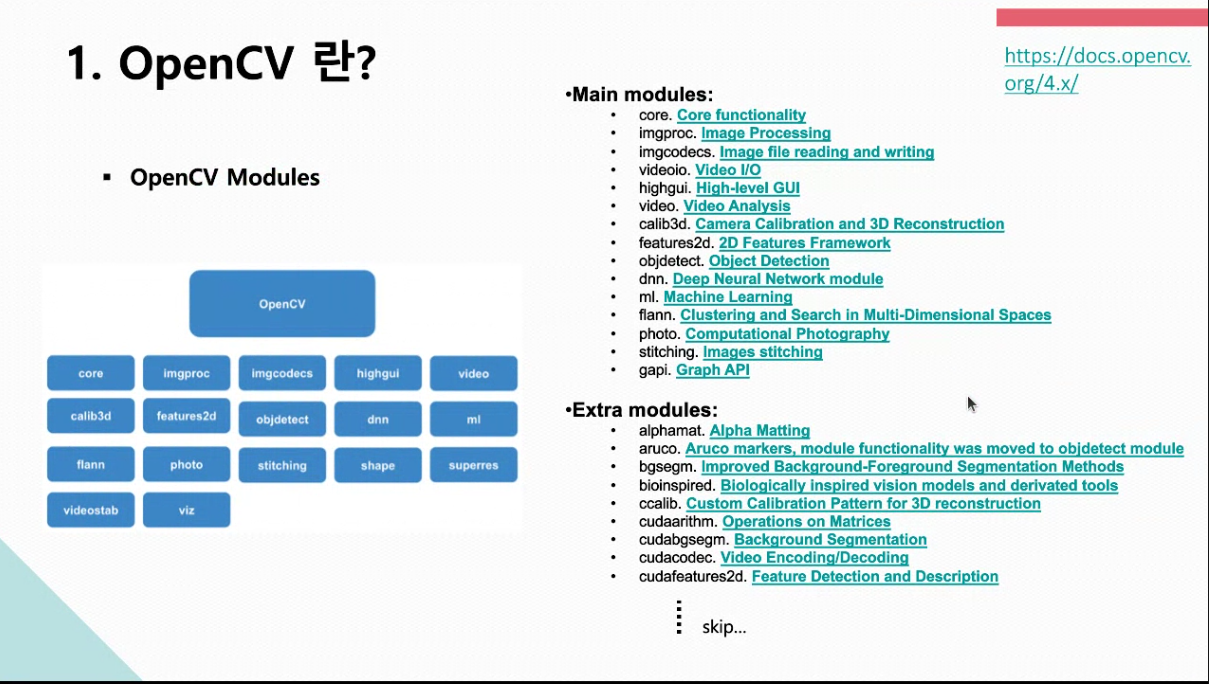 1. OpenCV 란?
https://docs.opencv.
org/4.x/
▪ OpenCV Modules
OpenCV
core imgproc imgcodecs highgui video
calib3d features2d objdetect dnn ml
flann photo stitching shape superres
videostab viz
•Main modules:
• core. Core functionality
• imgproc. Image Processing
• imgcodecs. Image file reading and writing
• videoio. Video I/O
• highgui. High-level GUI
• video. Video Analysis
• calib3d. Camera Calibration and 3D Reconstruction
• features2d. 2D Features Framework
• objdetect. Object Detection
• dnn. Deep Neural Network module
• ml. Machine Learning
• flann. Clustering and Search in Multi-Dimensional Spaces
• photo. Computational Photography
• stitching. Images stitching
• gapi. Graph API
•Extra modules:
• alphamat. Alpha Matting
• aruco. Aruco markers, module functionality was moved to objdetect module
• bgsegm. Improved Background-Foreground Segmentation Methods
• bioinspired. Biologically inspired vision models and derivated tools
• ccalib. Custom Calibration Pattern for 3D reconstruction
• cudaarithm. Operations on Matrices
• cudabgsegm. Background Segmentation
• cudacodec. Video Encoding/Decoding
• cudafeatures2d. Feature Detection and Description
skip...